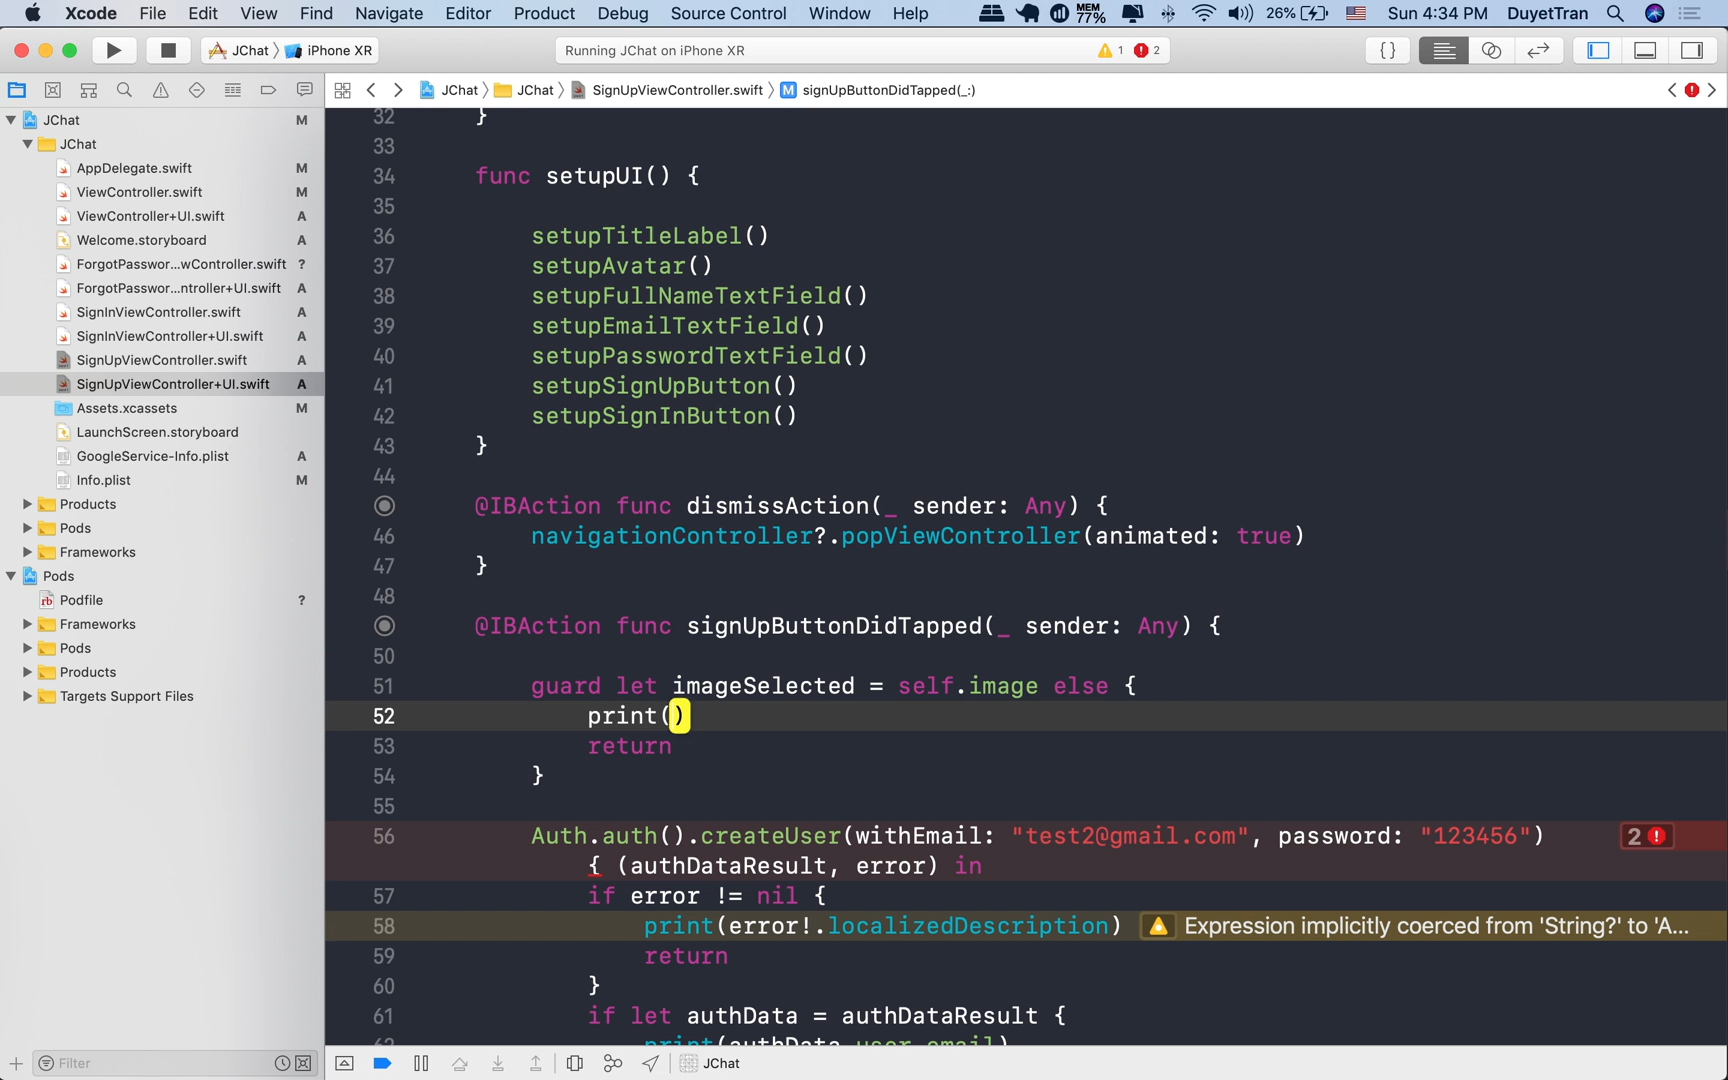 Xcode File Edit View Find Navigate Editor Product Debug Source Control Window Help MEM 77% 26% Sun 4:34 PM DuyetTran
JChat iPhone XR Running JChat on iPhone XR 1 2 { }
JChat JChat SignUpViewController.swift M signUpButtonDidTapped(_:)
JChat M
JChat
AppDelegate.swift M
ViewController.swift M
ViewController+UI.swift A
Welcome.storyboard A
ForgotPasswor...wController.swift ?
ForgotPasswor...ntroller+UI.swift A
SignInViewController.swift A
SignInViewController+UI.swift A
SignUpViewController.swift A
SignUpViewController+UI.swift A
Assets.xcassets M
LaunchScreen.storyboard
GoogleService-Info.plist A
Info.plist M
Products
Pods
Frameworks
Pods
rb Podfile ?
Frameworks
Pods
Products
Targets Support Files
Filter
32 }
33
34 func setupUI() {
35
36 setupTitleLabel()
37 setupAvatar()
38 setupFullNameTextField()
39 setupEmailTextField()
40 setupPasswordTextField()
41 setupSignUpButton()
42 setupSignInButton()
43 }
44
@IBAction func dismissAction(_ sender: Any) {
46 navigationController?.popViewController(animated: true)
47 }
48
@IBAction func signUpButtonDidTapped(_ sender: Any) {
50
51 guard let imageSelected = self.image else {
52 print()
53 return
54 }
55
56 Auth.auth().createUser(withEmail: "test2@gmail.com", password: "123456") 2
{ (authDataResult, error) in
57 if error != nil {
58 print(error!.localizedDescription) Expression implicitly coerced from 'String?' to 'A...
59 return
60 }
61 if let authData = authDataResult {
62 print(authData.user.email)
JChat